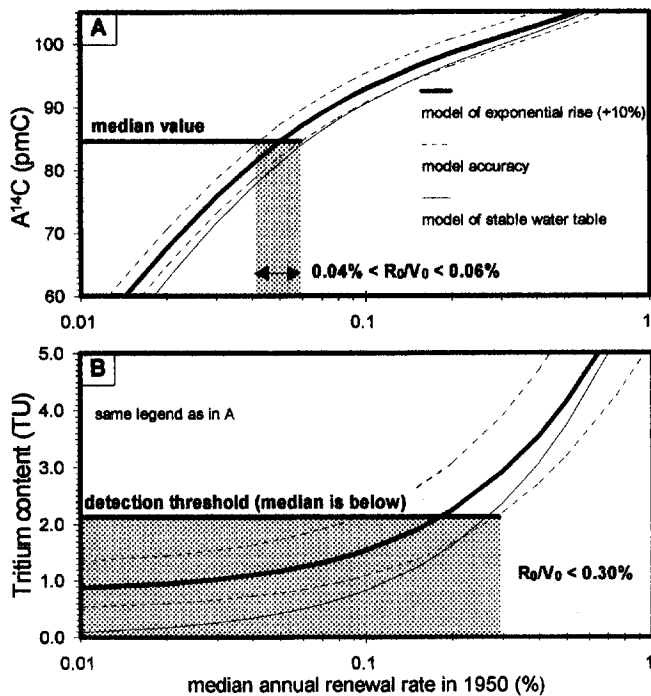 A
105
100
90
80
70
60
A¹⁴C (pmC)
median value
model of exponential rise (+10%)
model accuracy
model of stable water table
0.04% < R₀/V₀ < 0.06%
0.01
0.1
1
B
5.0
4.0
3.0
2.0
1.0
0.0
Tritium content (TU)
same legend as in A
detection threshold (median is below)
R₀/V₀ < 0.30%
0.01
0.1
1
median annual renewal rate in 1950 (%)